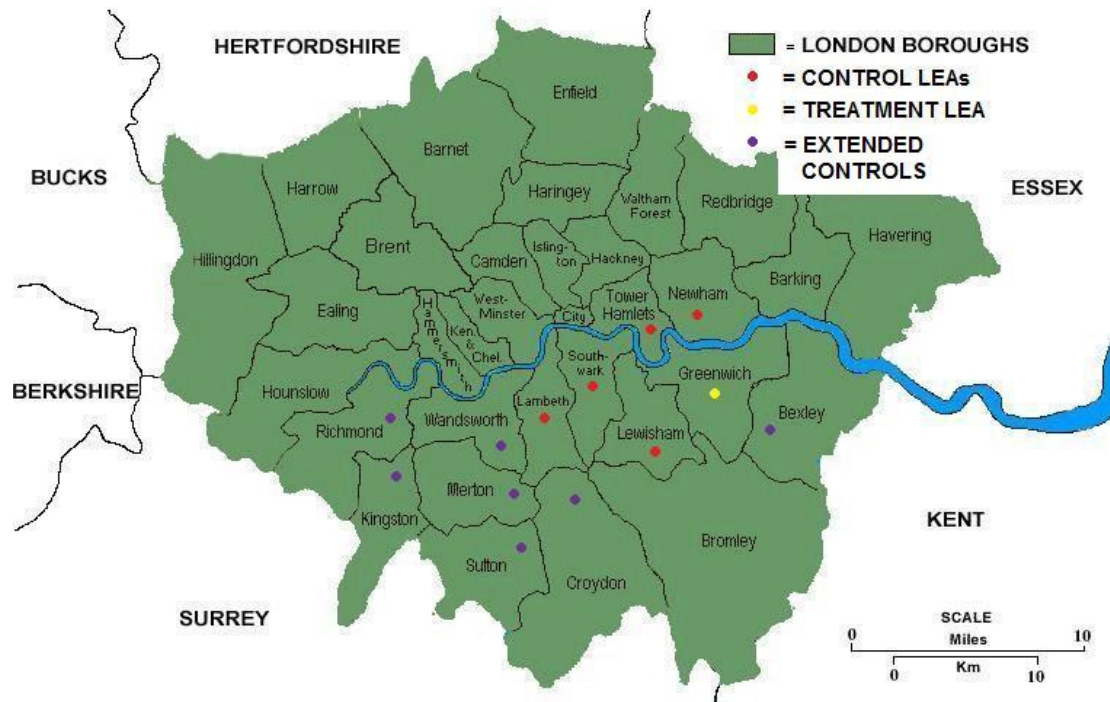 HERTFORDSHIRE
= LONDON BOROUGHS
= CONTROL LEAs
= TREATMENT LEA
= EXTENDED
CONTROLS
BUCKS
ESSEX
BERKSHIRE
KENT
SURREY
Enfield
Barnet
Harrow
Haringey
Waltham
Forest
Redbridge
Havering
Hillingdon
Brent
Camden
Isling-
ton
Hackney
Barking
Ealing
Hammersmith
Ken.
&
Chel.
West-
Minster
City
Tower
Hamlets
Newham
Hounslow
Richmond
Wandsworth
Lambeth
South-
wark
Greenwich
Bexley
Lewisham
Kingston
Merton
Sutton
Croydon
Bromley
SCALE
0 Miles 10
Km
0 10